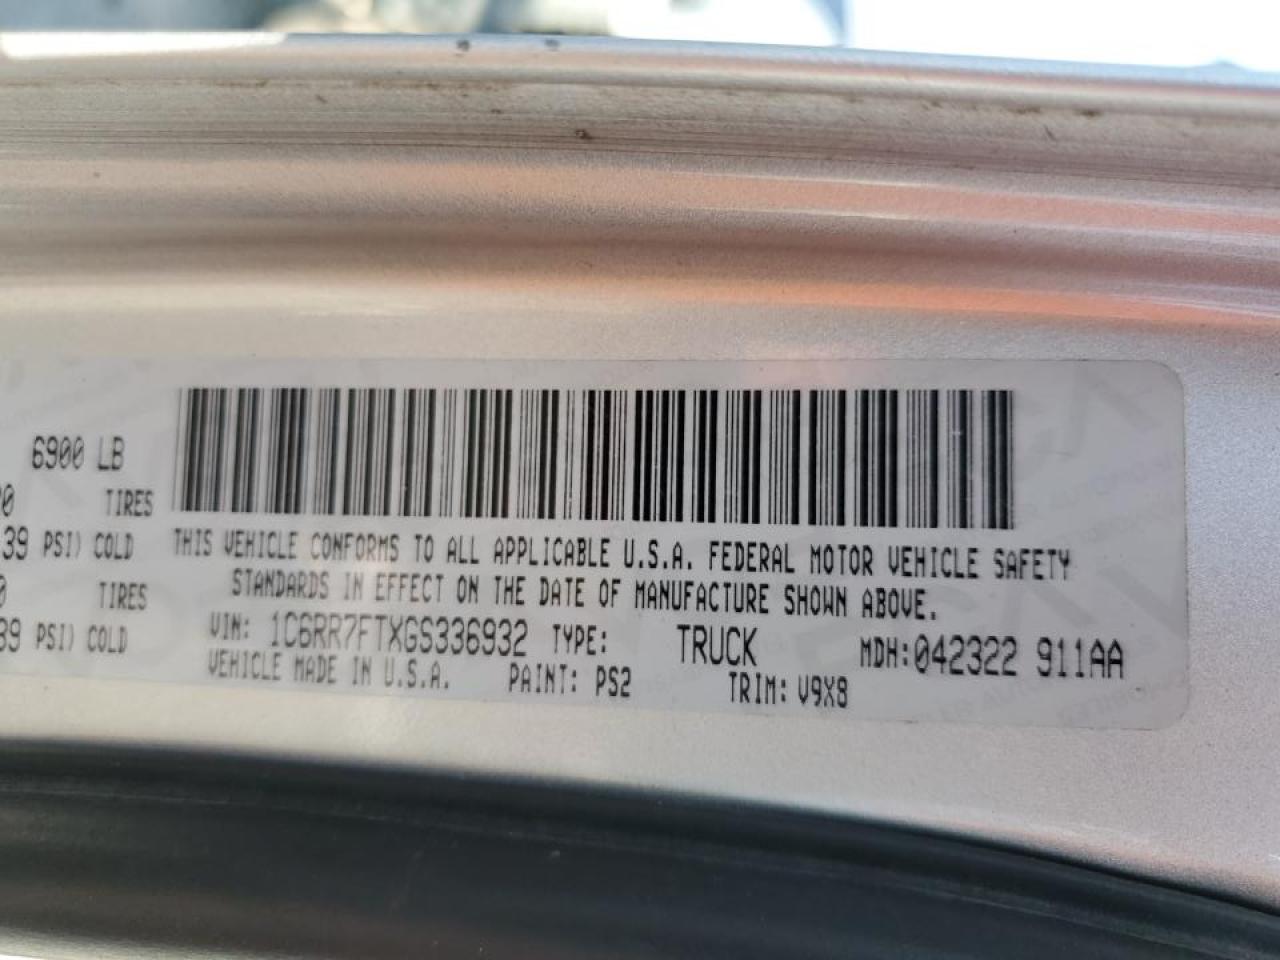 6900 LB
TIRES
39 PSI) COLD
TIRES
39 PSI) COLD
THIS VEHICLE CONFORMS TO ALL APPLICABLE U.S.A. FEDERAL MOTOR VEHICLE SAFETY
STANDARDS IN EFFECT ON THE DATE OF MANUFACTURE SHOWN ABOVE.
VIN: 1C6RR7FTXGS336932 TYPE: TRUCK MDH:042322 911AA
VEHICLE MADE IN U.S.A. PAINT: PS2 TRIM: V9X8